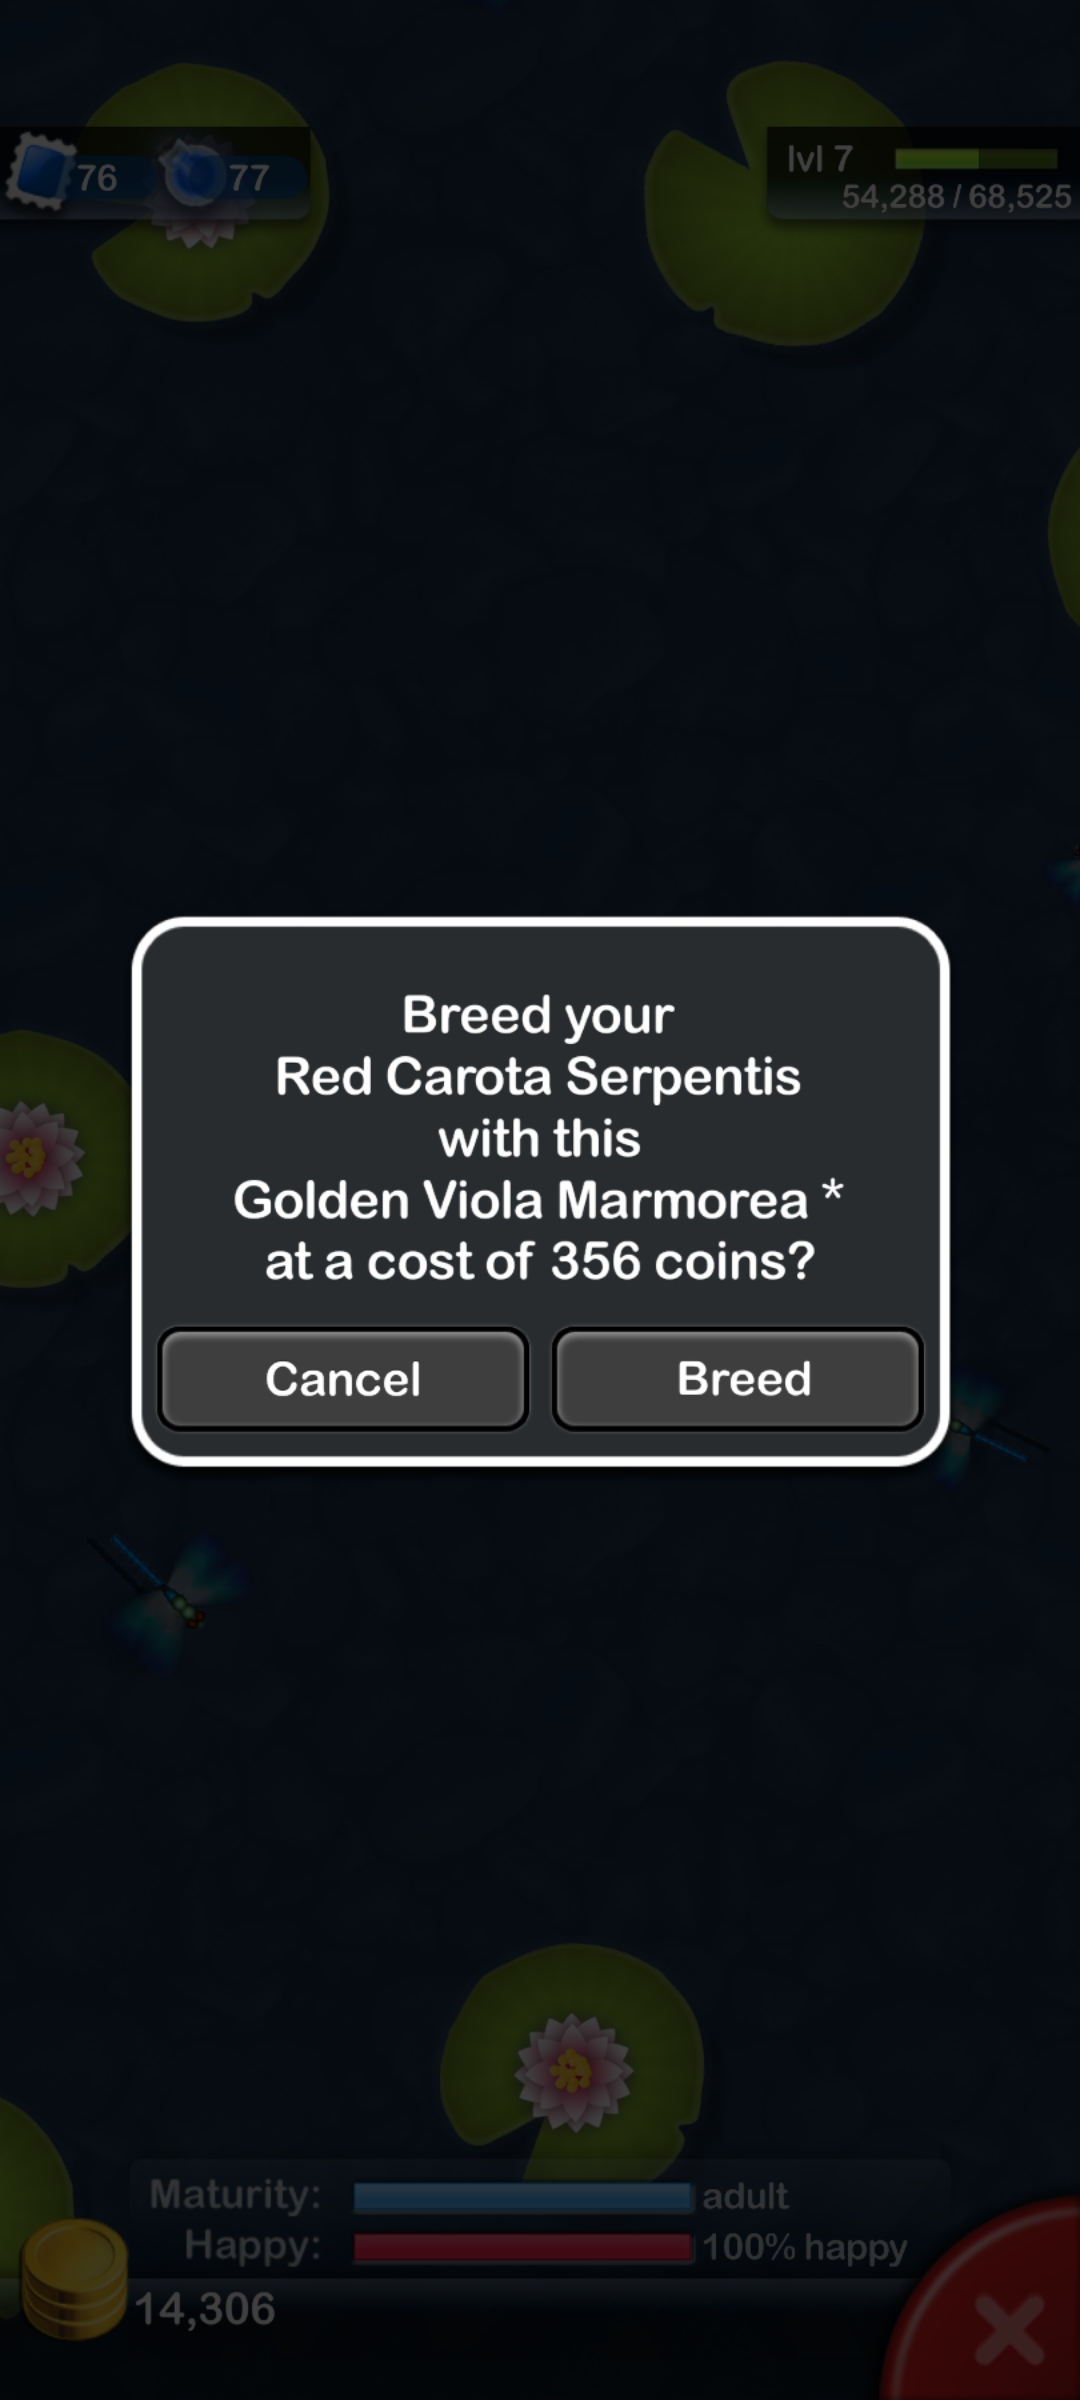 76 77
lvl 7
54,288 / 68,525
Breed your
Red Carota Serpentis
with this
Golden Viola Marmorea *
at a cost of 356 coins?
Cancel Breed
Maturity: adult
Happy: 100% happy
14,306